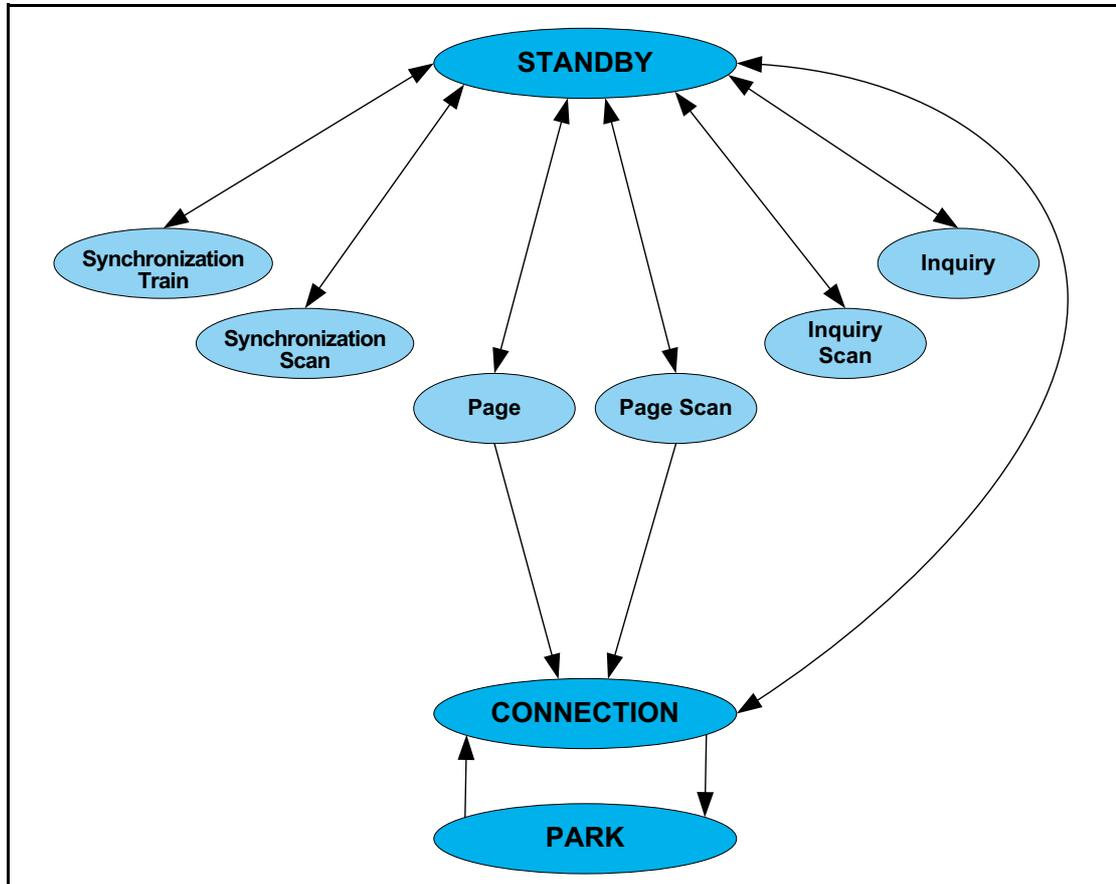 STANDBY
Synchronization
Train
Inquiry
Synchronization
Scan
Inquiry
Scan
Page
Page Scan
CONNECTION
PARK